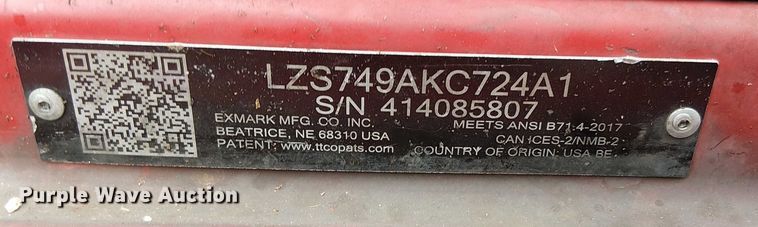 LZS749AKC724A1
S/N 414085807
EXMARK MFG. CO. INC.
BEATRICE, NE 68310 USA
PATENT: www.ttcopats.com
MEETS ANSI B71.4-2017
CAN ICES-2/NMB-2
COUNTRY OF ORIGIN: USA BE
Purple Wave Auction